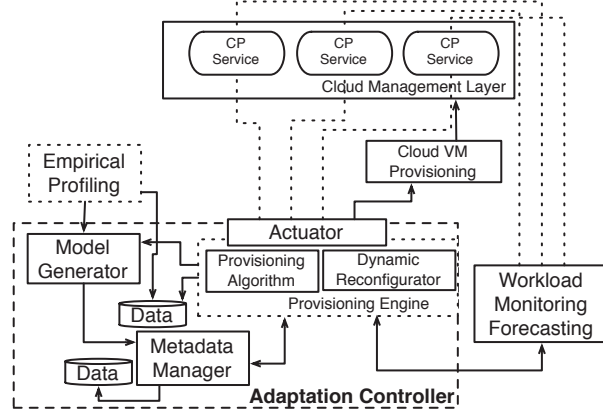 CP
Service
CP
Service
CP
Service
Cloud Management Layer
Empirical
Profiling
Cloud VM
Provisioning
Actuator
Model
Generator
Provisioning
Algorithm
Dynamic
Reconfigurator
Provisioning Engine
Workload
Monitoring
Forecasting
Data
Metadata
Manager
Data
Adaptation Controller